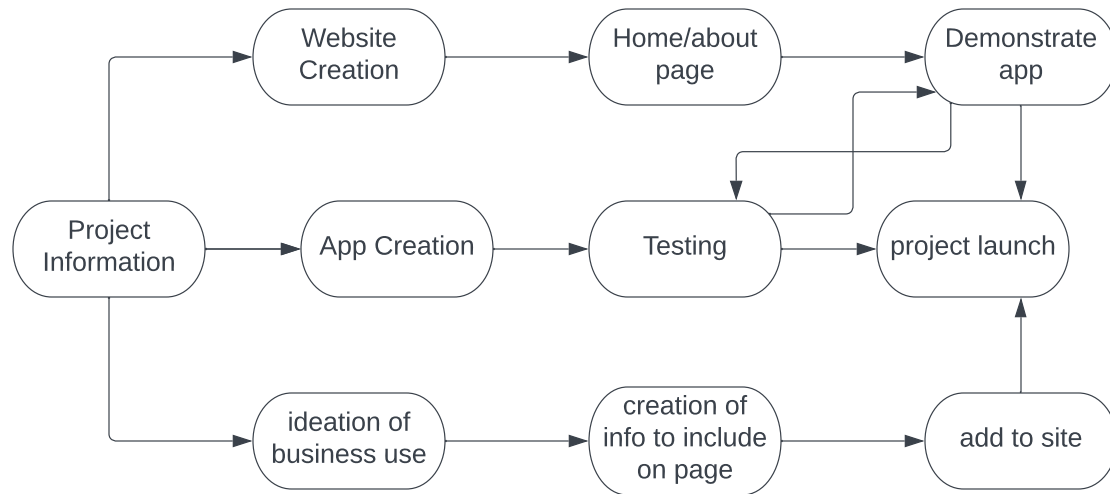 Website
Creation
Home/about
page
Demonstrate
app
Project
Information
App Creation
Testing
project launch
ideation of
business use
creation of
info to include
on page
add to site